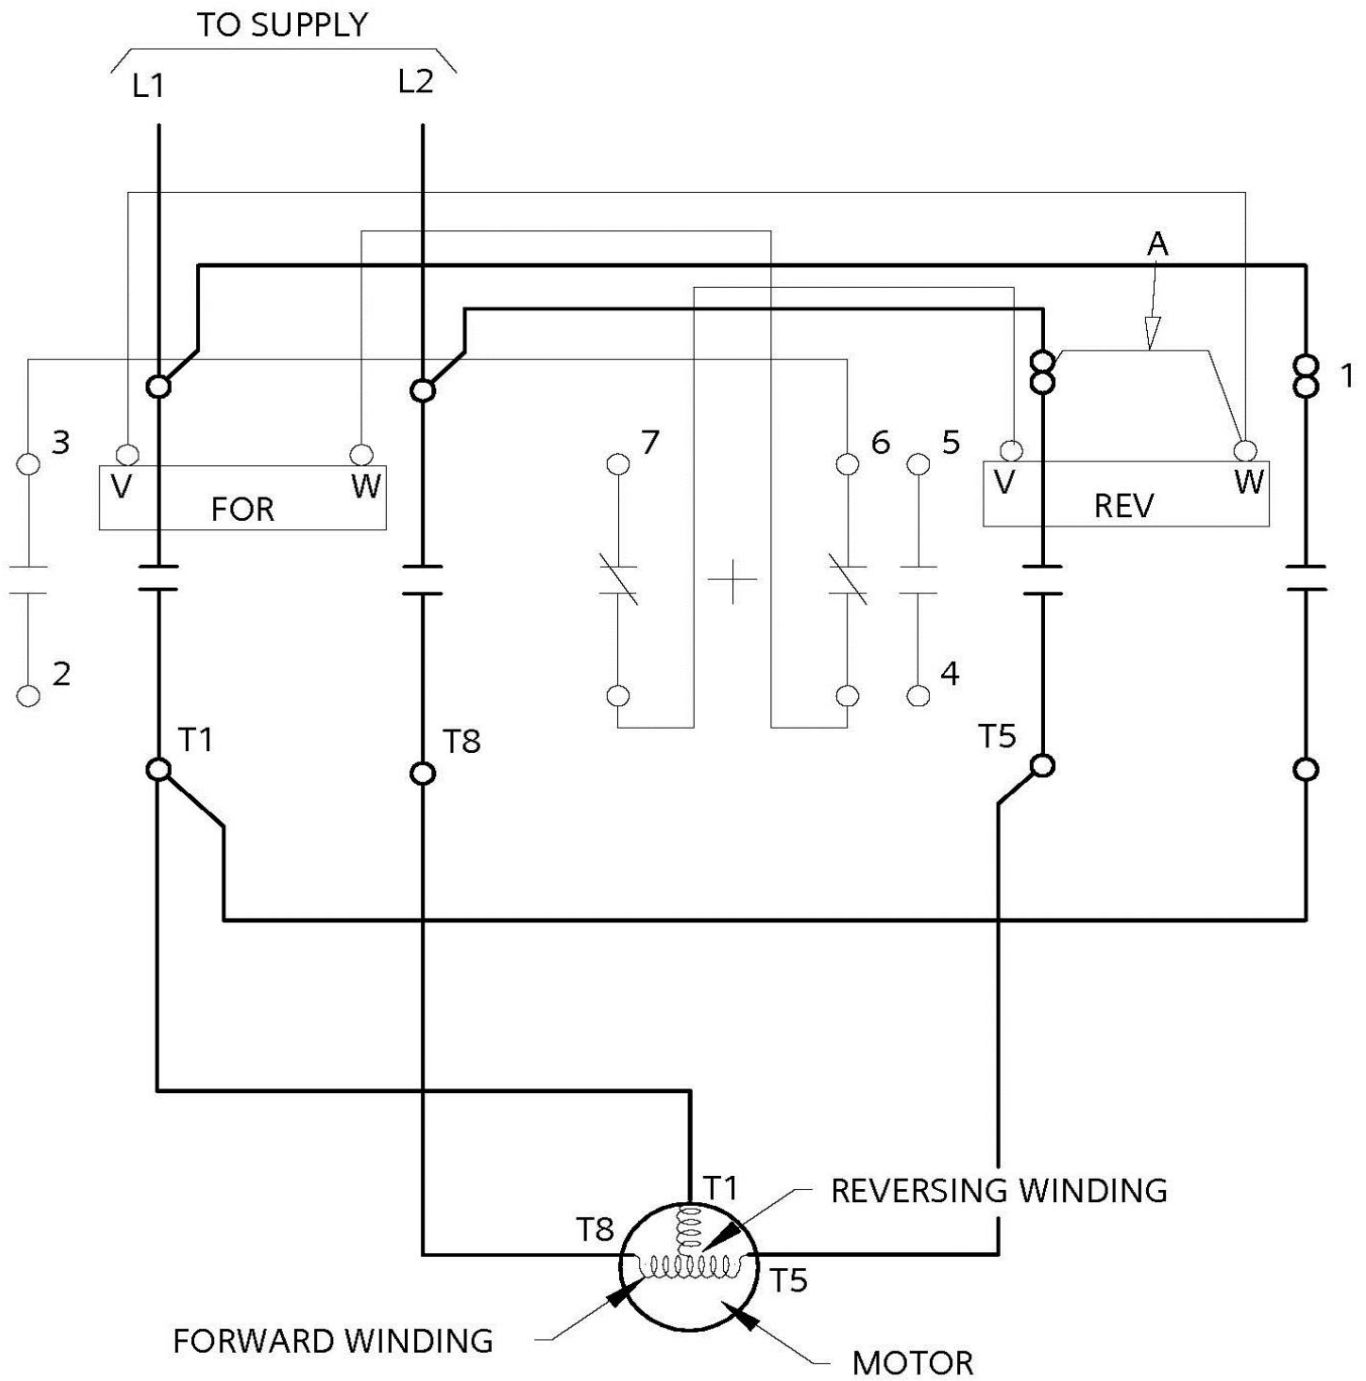 TO SUPPLY
L1
L2
A
1
3
7
6
5
V
W
V
W
FOR
REV
2
4
T1
T8
T5
T1
REVERSING WINDING
T8
T5
FORWARD WINDING
MOTOR